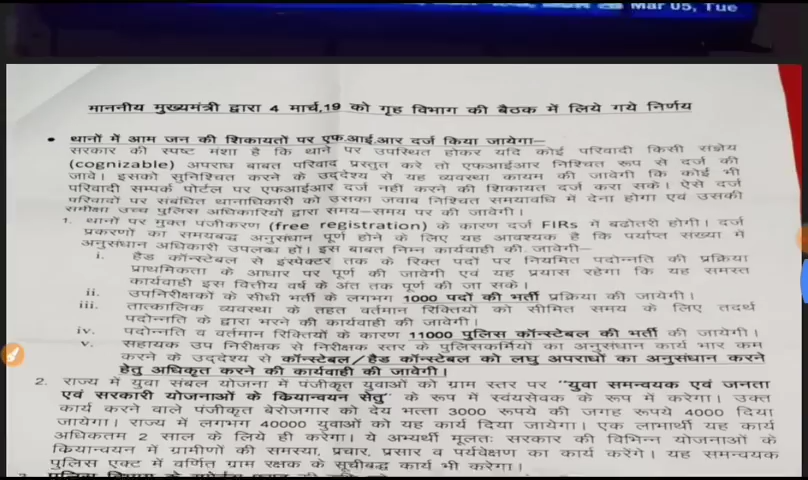 Mar 05, Tue
माननीय मुख्यमंत्री द्वारा 4 मार्च,19 को गृह विभाग की बैठक में लिये गये निर्णय
• थानों में आम जन की शिकायतों पर एफ.आई.आर दर्ज किया जायेगा—
सरकार की स्पष्ट मंशा है कि थाने पर उपस्थित होकर यदि कोई परिवादी किसी संज्ञेय
(cognizable) अपराध बाबत परिवाद प्रस्तुत करे तो एफआईआर निश्चित रूप से दर्ज की
जावे। इसको सुनिश्चित करने के उद्देश्य से यह व्यवस्था कायम की जावेगी कि कोई भी
परिवादी सम्पर्क पोर्टल पर एफआईआर दर्ज नहीं करने की शिकायत दर्ज करा सके। ऐसे दर्ज
परिवादों पर संबंधित थानाधिकारी को उसका जवाब निश्चित समयावधि में देना होगा एवं उसकी
समीक्षा उच्च पुलिस अधिकारियों द्वारा समय-समय पर की जावेगी।
1. थानों पर मुक्त पंजीकरण (free registration) के कारण दर्ज FIRs में बढोतरी होगी। दर्ज
प्रकरणों का समयबद्ध अनुसंधान पूर्ण होने के लिए यह आवश्यक है कि पर्याप्त सख्या में
अनुसंधान अधिकारी उपलब्ध हों। इस बाबत निम्न कार्यवाही की जावेगी—
i. हैड कॉन्स्टेबल से इंस्पेक्टर तक के रिक्त पदों पर नियमित पदोन्नति की प्रक्रिया
प्राथमिकता के आधार पर पूर्ण की जावेगी एवं यह प्रयास रहेगा कि यह समस्त
कार्यवाही इस वित्तीय वर्ष के अंत तक पूर्ण की जा सके।
ii. उपनिरीक्षकों के सीधी भर्ती के लगभग 1000 पदों की भर्ती प्रक्रिया की जायेगी।
iii. तात्कालिक व्यवस्था के तहत वर्तमान रिक्तियों को सीमित समय के लिए तदर्थ
पदोन्नति के द्वारा भरने की कार्यवाही की जावेगी।
iv. पदोन्नति व वर्तमान रिक्तियों के कारण 11000 पुलिस कॉन्स्टेबल की भर्ती की जायेगी।
v. सहायक उप निरीक्षक से निरीक्षक स्तर के पुलिसकर्मियों का अनुसंधान कार्य भार कम
करने के उद्देश्य से कॉन्स्टेबल/हैड कॉन्स्टेबल को लघु अपराधों का अनुसंधान करने
हेतु अधिकृत करने की कार्यवाही की जावेगी।
2. राज्य में युवा संबल योजना में पंजीकृत युवाओं को ग्राम स्तर पर "युवा समन्वयक एवं जनता
एवं सरकारी योजनाओं के क्रियान्वयन सेतु" के रूप में स्वंयसेवक के रूप में करेगा। उक्त
कार्य करने वाले पंजीकृत बेरोजगार को देय भत्ता 3000 रूपये की जगह रूपये 4000 दिया
जायेगा। राज्य में लगभग 40000 युवाओं को यह कार्य दिया जायेगा। एक लाभार्थी यह कार्य
अधिकतम 2 साल के लिये ही करेगा। ये अभ्यर्थी मूलतः सरकार की विभिन्न योजनाओं के
क्रियान्वयन में ग्रामीणों की समस्या, प्रचार, प्रसार व पर्यवेक्षण का कार्य करेंगे। यह समन्वयक
पुलिस एक्ट में वर्णित ग्राम रक्षक के सूचीबद्ध कार्य भी करेगा।